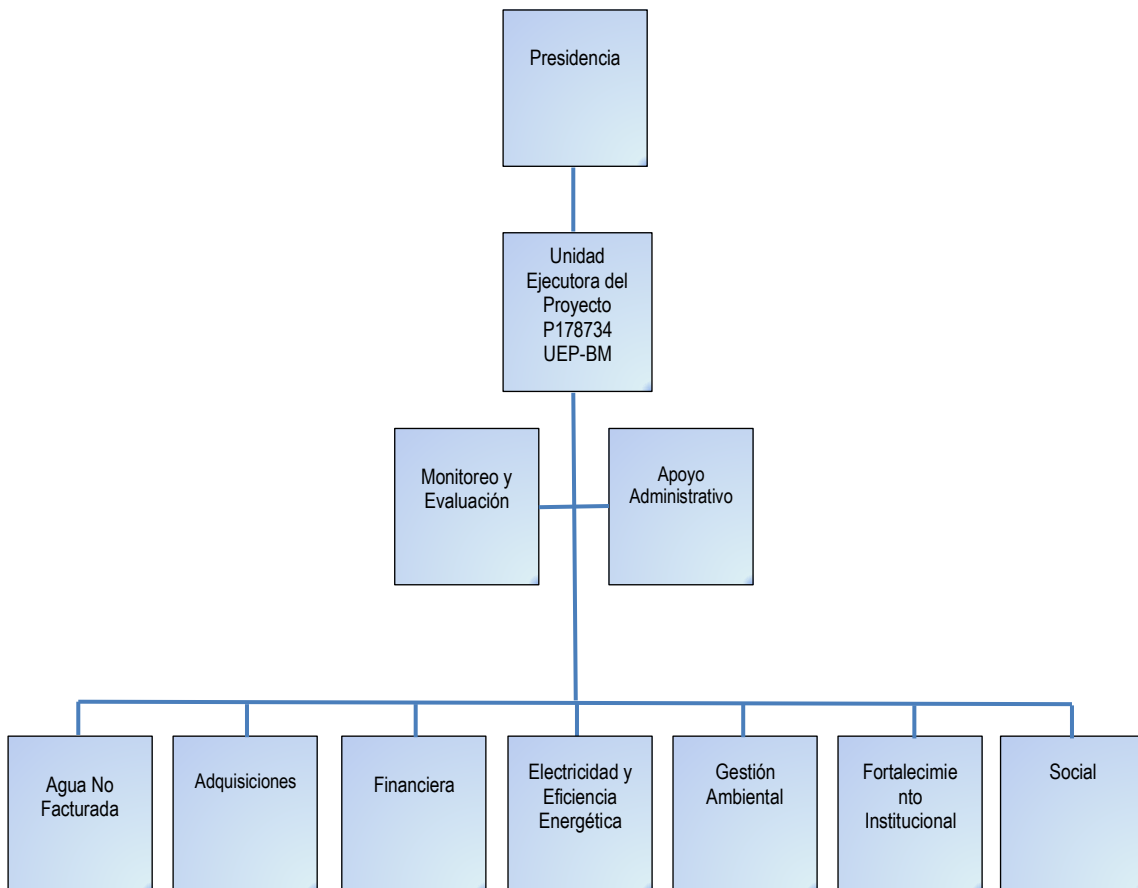 Presidencia
Unidad
Ejecutora del
Proyecto
P178734
UEP-BM
Monitoreo y
Evaluación
Apoyo
Administrativo
Agua No
Facturada
Adquisiciones
Financiera
Electricidad y
Eficiencia
Energética
Gestión
Ambiental
Fortalecimie
nto
Institucional
Social